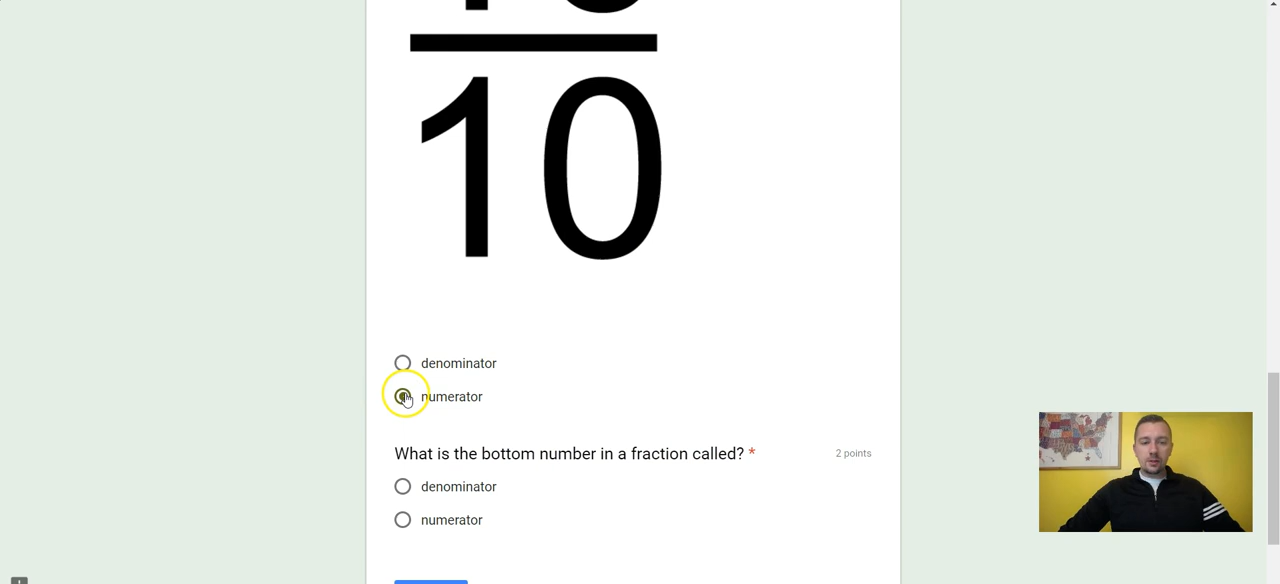 10
denominator
numerator
What is the bottom number in a fraction called? *
2 points
denominator
numerator